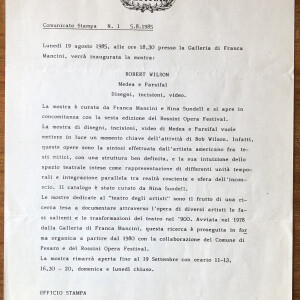 Comunicato Stampa N. 1 5.8.1985
Lunedì 19 agosto 1985, alle ore 18,30 presso la Galleria di Franca
Mancini, verrà inaugurata la mostra:
ROBERT WILSON
Medea e Parsifal
Disegni, incisioni, video.
La mostra è curata da Franca Mancini e Nina Sundell e si apre in
concomitanza con la sesta edizione del Rossini Opera Festival.
La mostra di disegni, incisioni, video di Medea e Parsifal vuole
mettere in luce un momento chiave dell'attività di Bob Wilson. Infatti,
queste opere sono la sintesi effettuata dall'artista americano fra te-
sti mitici, con una struttura ben definita, e la sua intuizione dello
spazio teatrale inteso come rappresentazione di differenti unità tempo-
rali e integrazione parallela tra realtà cosciente e sfera dell'incon-
scio. Il catalogo è stato curato da Nina Sundell.
Le mostre dedicate al "teatro degli artisti" sono il frutto di una ri-
cerca tesa a documentare attraverso l'opera di diversi artisti le fa-
si salienti e le trasformazioni del teatro nel '900. Avviata nel 1978
dalla Galleria di Franca Mancini, questa ricerca è proseguita in for
ma organica a partire dal 1980 con la collaborazione del Comune di
Pesaro e del Rossini Opera Festival.
La mostra rimarrà aperta fino al 19 Settembre con orario 11-13,
16,30 - 20, domenica e lunedì chiuso.
UFFICIO STAMPA